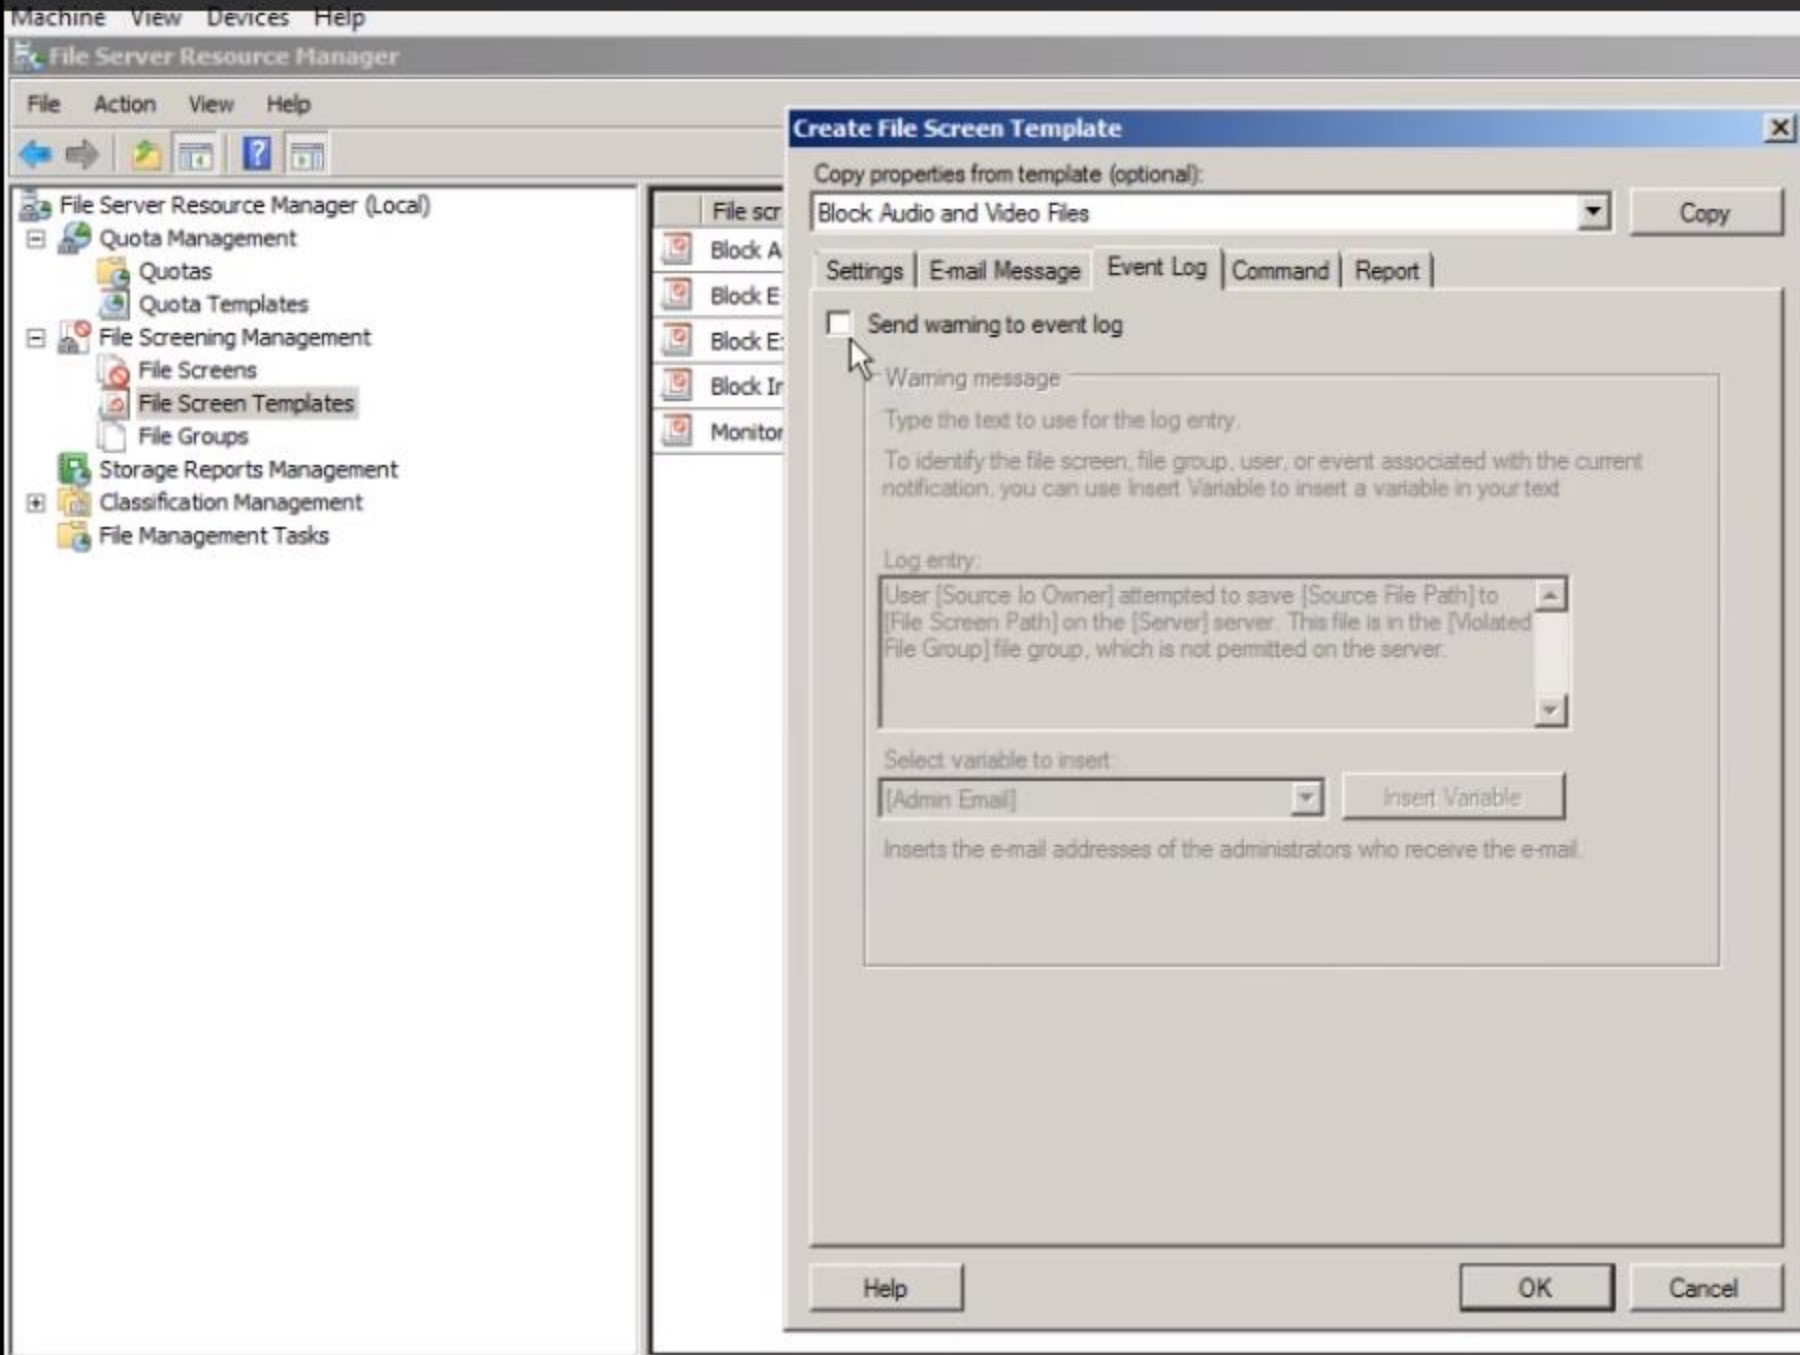 Machine View Devices Help
File Server Resource Manager
File Action View Help
File Server Resource Manager (Local)
Quota Management
Quotas
Quota Templates
File Screening Management
File Screens
File Screen Templates
File Groups
Storage Reports Management
Classification Management
File Management Tasks
File scr
Block A
Block E
Block E
Block Ir
Monitor
Create File Screen Template
Copy properties from template (optional):
Block Audio and Video Files
Copy
Settings E-mail Message Event Log Command Report
Send warning to event log
Warning message
Type the text to use for the log entry.
To identify the file screen, file group, user, or event associated with the current
notification, you can use Insert Variable to insert a variable in your text
Log entry:
User [Source Io Owner] attempted to save [Source File Path] to
[File Screen Path] on the [Server] server. This file is in the [Violated
File Group] file group, which is not permitted on the server.
Select variable to insert:
[Admin Email]
Insert Variable
Inserts the e-mail addresses of the administrators who receive the e-mail.
Help
OK
Cancel